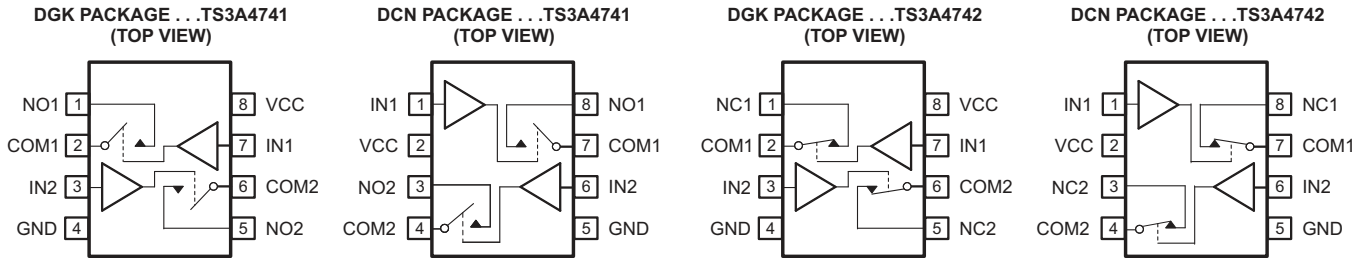 DGK PACKAGE . . .TS3A4741
(TOP VIEW)
NO1 1
COM1 2
IN2 3
GND 4
8 VCC
7 IN1
6 COM2
5 NO2
DCN PACKAGE . . .TS3A4741
(TOP VIEW)
IN1 1
VCC 2
NO2 3
COM2 4
8 NO1
7 COM1
6 IN2
5 GND
DGK PACKAGE . . .TS3A4742
(TOP VIEW)
NC1 1
COM1 2
IN2 3
GND 4
8 VCC
7 IN1
6 COM2
5 NC2
DCN PACKAGE . . .TS3A4742
(TOP VIEW)
IN1 1
VCC 2
NC2 3
COM2 4
8 NC1
7 COM1
6 IN2
5 GND